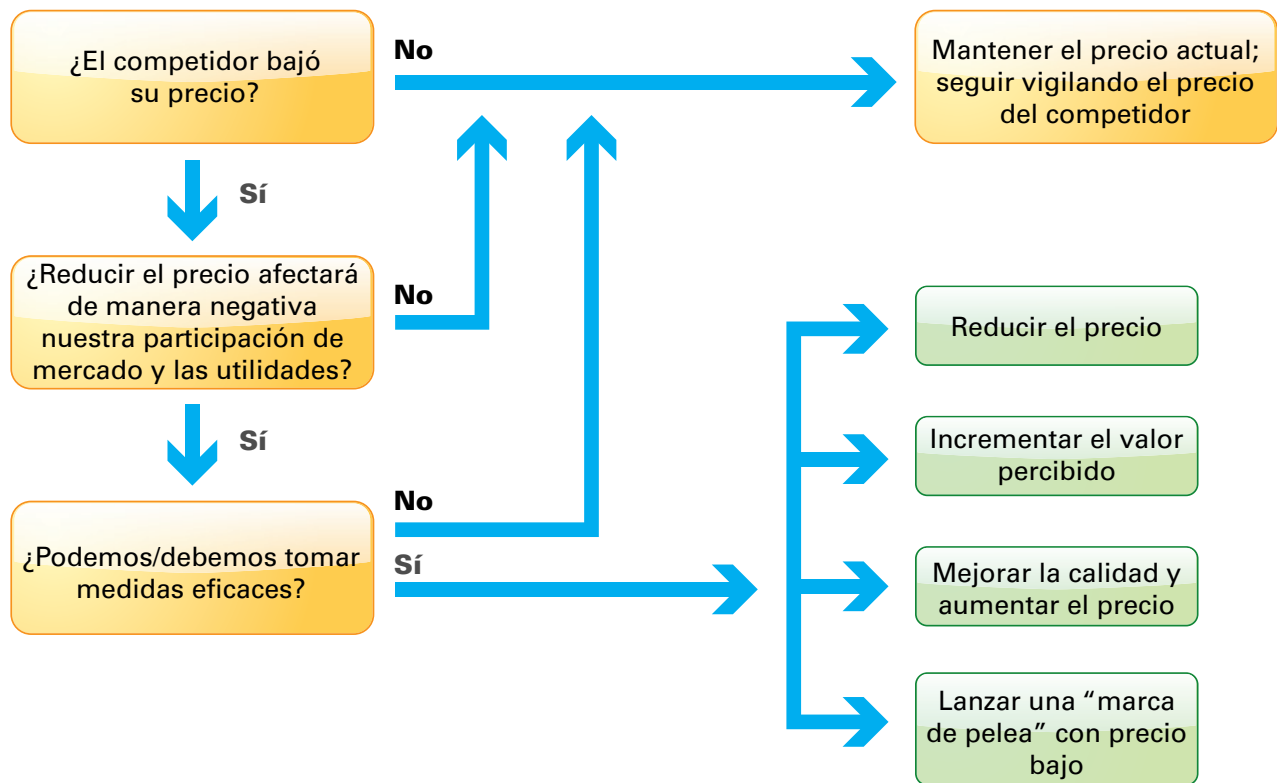 ¿El competidor bajó
su precio?
No
Mantener el precio actual;
seguir vigilando el precio
del competidor
Sí
¿Reducir el precio afectará
de manera negativa
nuestra participación de
mercado y las utilidades?
No
Sí
¿Podemos/debemos tomar
medidas eficaces?
No
Sí
Reducir el precio
Incrementar el valor
percibido
Mejorar la calidad y
aumentar el precio
Lanzar una “marca
de pelea” con precio
bajo